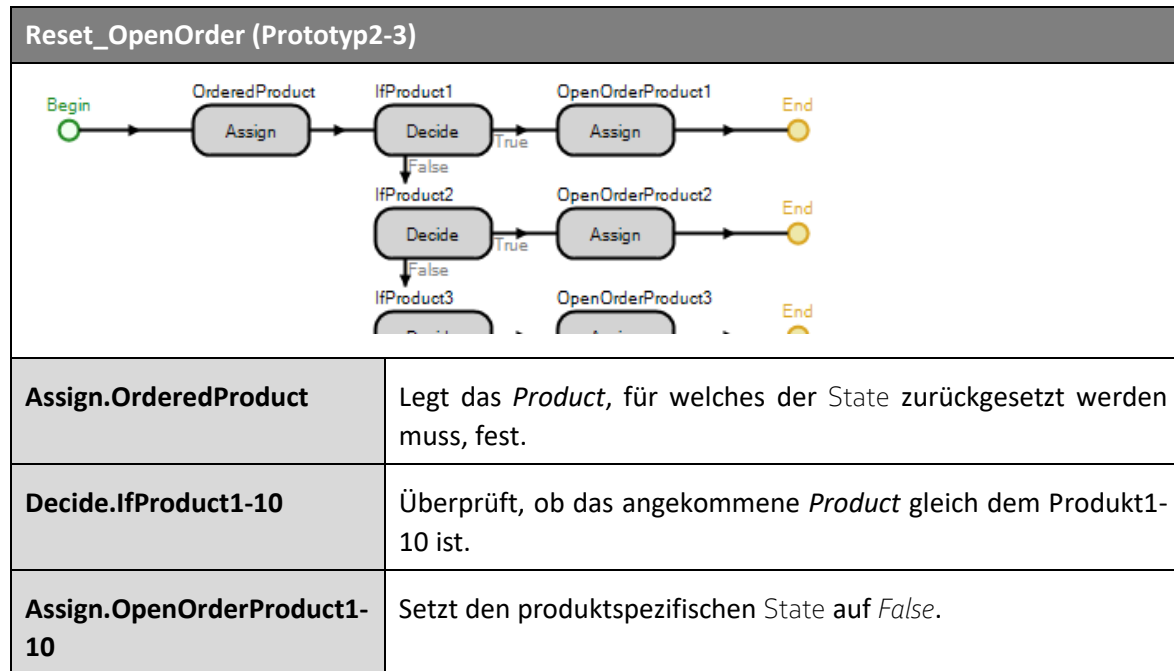 Reset_OpenOrder (Prototyp2-3)
Begin
OrderedProduct
IfProduct1
OpenOrderProduct1
End
Assign
Decide
True
Assign
False
IfProduct2
OpenOrderProduct2
End
Decide
True
Assign
False
IfProduct3
OpenOrderProduct3
End
Assign.OrderedProduct
Legt das Product, für welches der State zurückgesetzt werden
muss, fest.
Decide.IfProduct1-10
Überprüft, ob das angekommene Product gleich dem Produkt1-
10 ist.
Assign.OpenOrderProduct1-
10
Setzt den produktspezifischen State auf False.